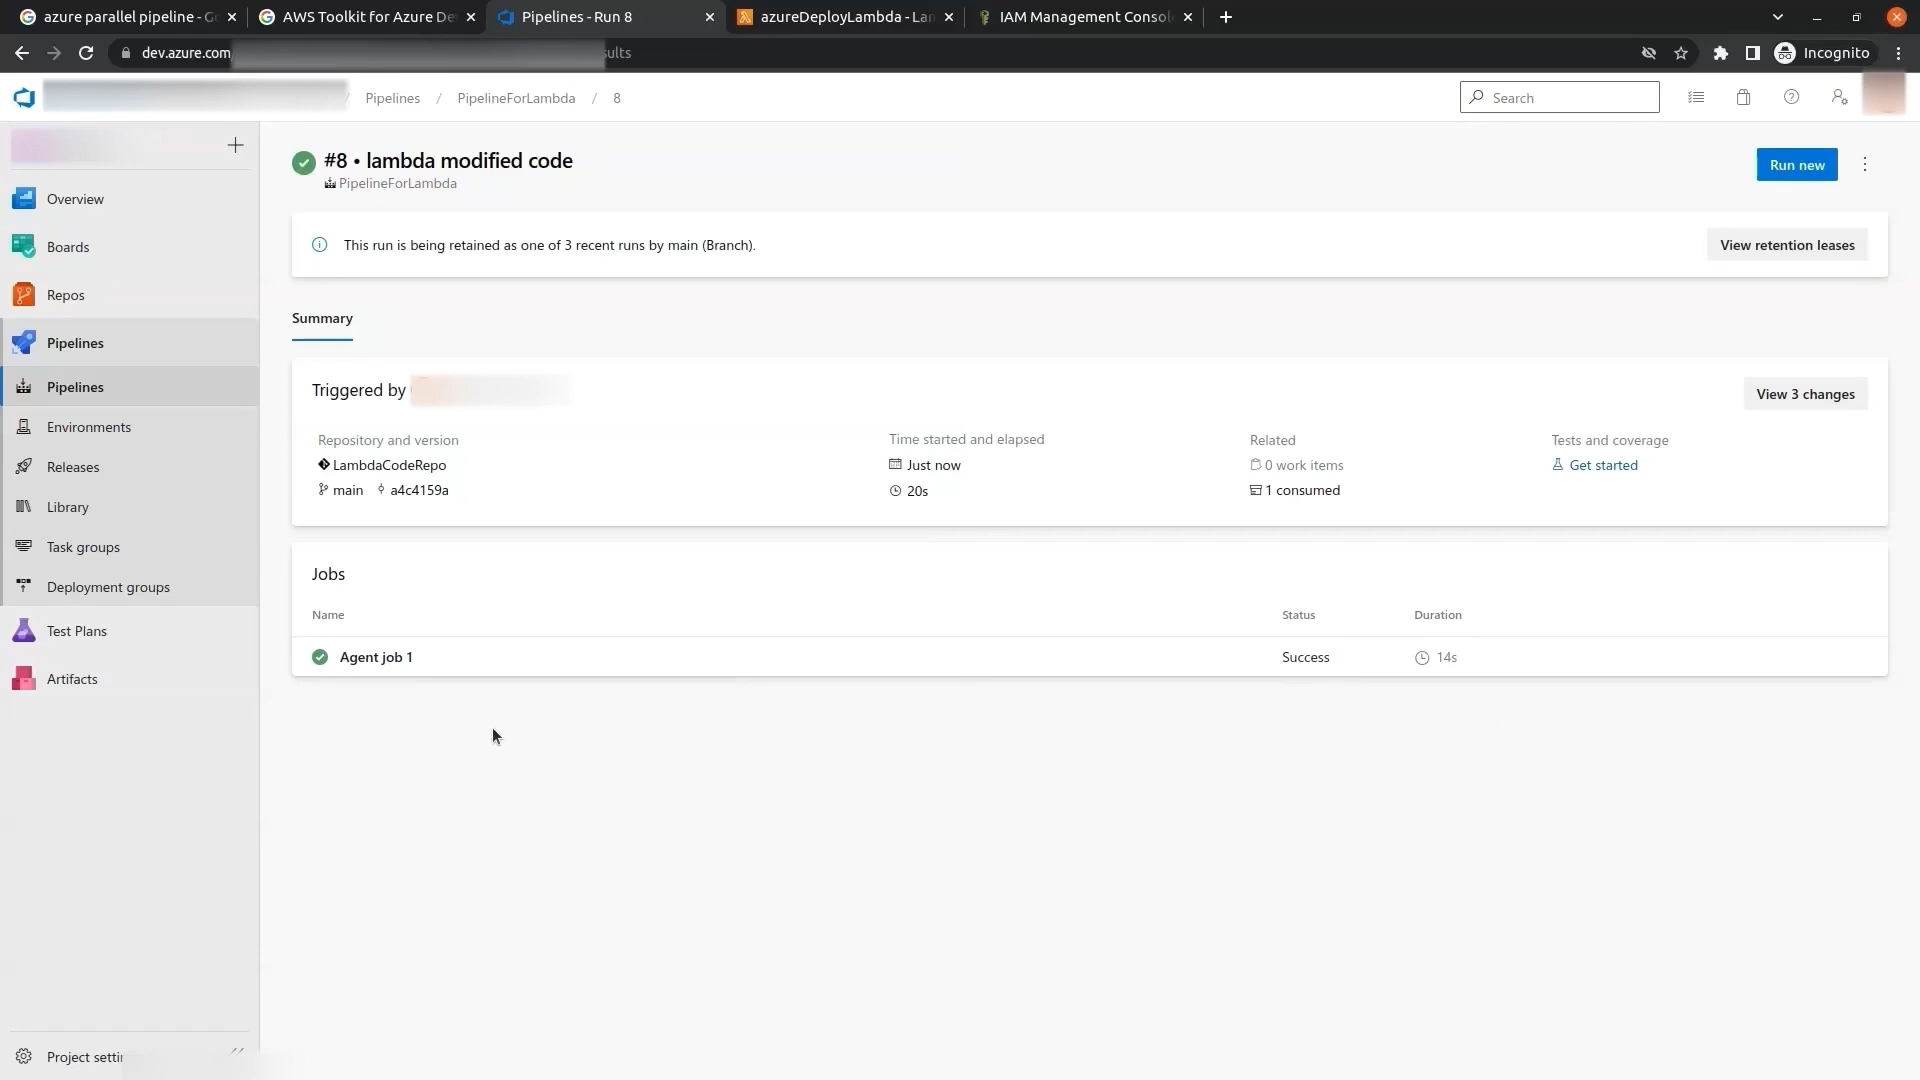 azure parallel pipeline - G
AWS Toolkit for Azure De
Pipelines - Run 8
azureDeployLambda - Lam
IAM Management Consol
dev.azure.com
sults
Incognito
/ Pipelines / PipelineForLambda / 8
Search
#8 • lambda modified code
PipelineForLambda
Run new
Overview
Boards
Repos
Pipelines
Pipelines
Environments
Releases
Library
Task groups
Deployment groups
Test Plans
Artifacts
This run is being retained as one of 3 recent runs by main (Branch).
View retention leases
Summary
Triggered by
View 3 changes
Repository and version
LambdaCodeRepo
main a4c4159a
Time started and elapsed
Just now
20s
Related
0 work items
1 consumed
Tests and coverage
Get started
Jobs
Name Status Duration
Agent job 1 Success 14s
Project settin